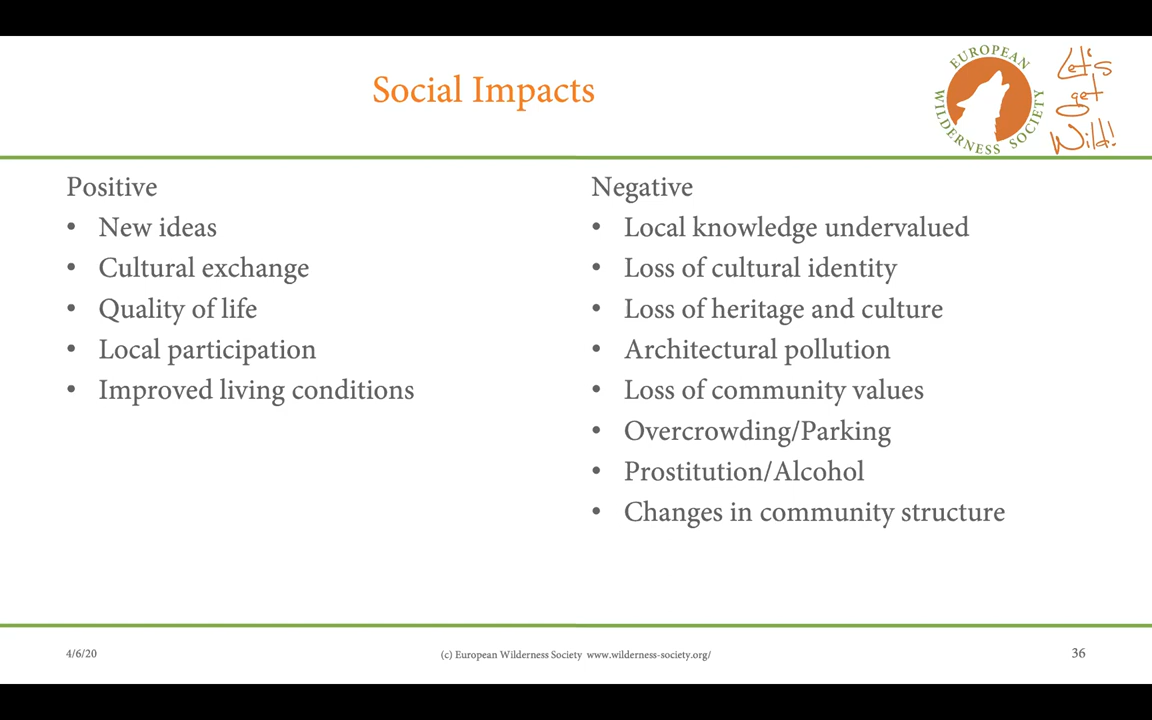 Social Impacts
EUROPEAN
WILDERNESS SOCIETY
Let's
get
Wild!
Positive
• New ideas
• Cultural exchange
• Quality of life
• Local participation
• Improved living conditions
Negative
• Local knowledge undervalued
• Loss of cultural identity
• Loss of heritage and culture
• Architectural pollution
• Loss of community values
• Overcrowding/Parking
• Prostitution/Alcohol
• Changes in community structure
4/6/20
(c) European Wilderness Society www.wilderness-society.org/
36